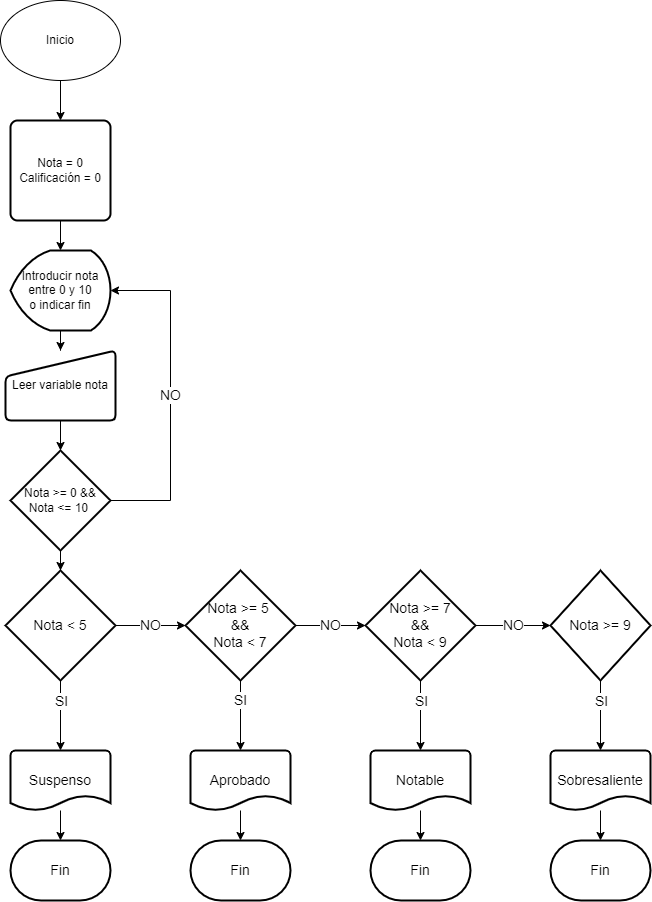 Inicio
Nota = 0
Calificación = 0
Introducir nota
entre 0 y 10
o indicar fin
Leer variable nota
NO
Nota >= 0 &&
Nota <= 10
Nota < 5
NO
Nota >= 5
&&
Nota < 7
NO
Nota >= 7
&&
Nota < 9
NO
Nota >= 9
SI
SI
SI
SI
Suspenso
Aprobado
Notable
Sobresaliente
Fin
Fin
Fin
Fin